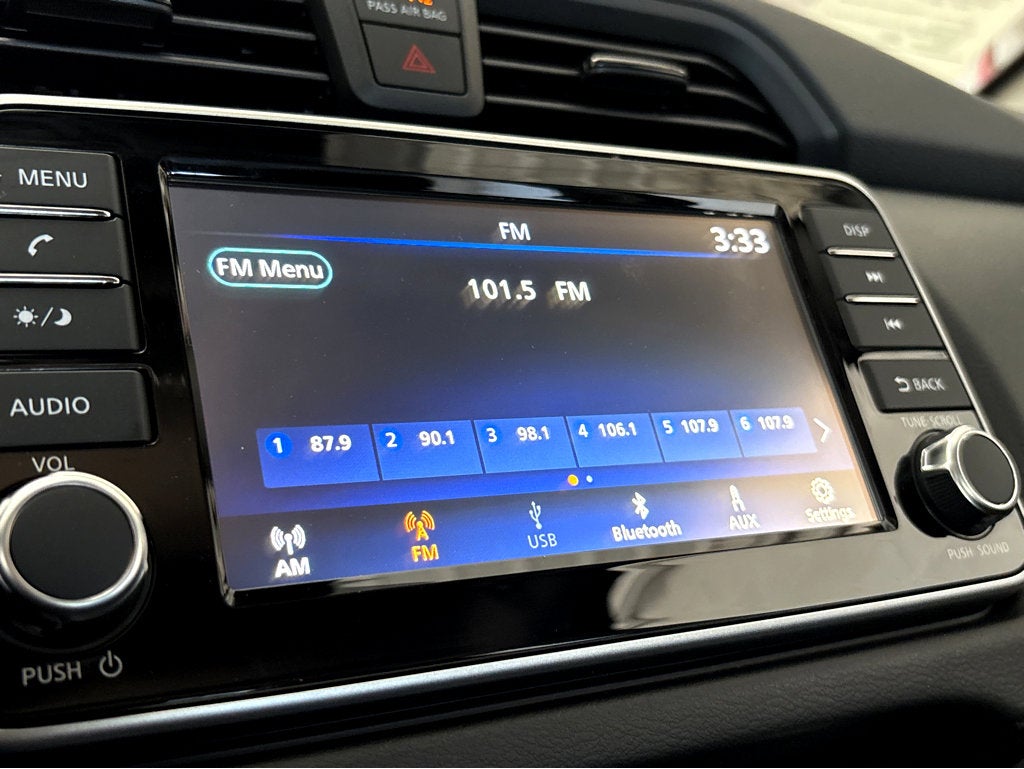 PASS AIR BAG
MENU
AUDIO
VOL
PUSH
FM
3:33
FM Menu
101.5 FM
1 87.9
2 90.1
3 98.1
4 106.1
5 107.9
6 107.9
AM
A
FM
USB
Bluetooth
AUX
Settings
DISP
BACK
TUNE·SCROLL
PUSH SOUND